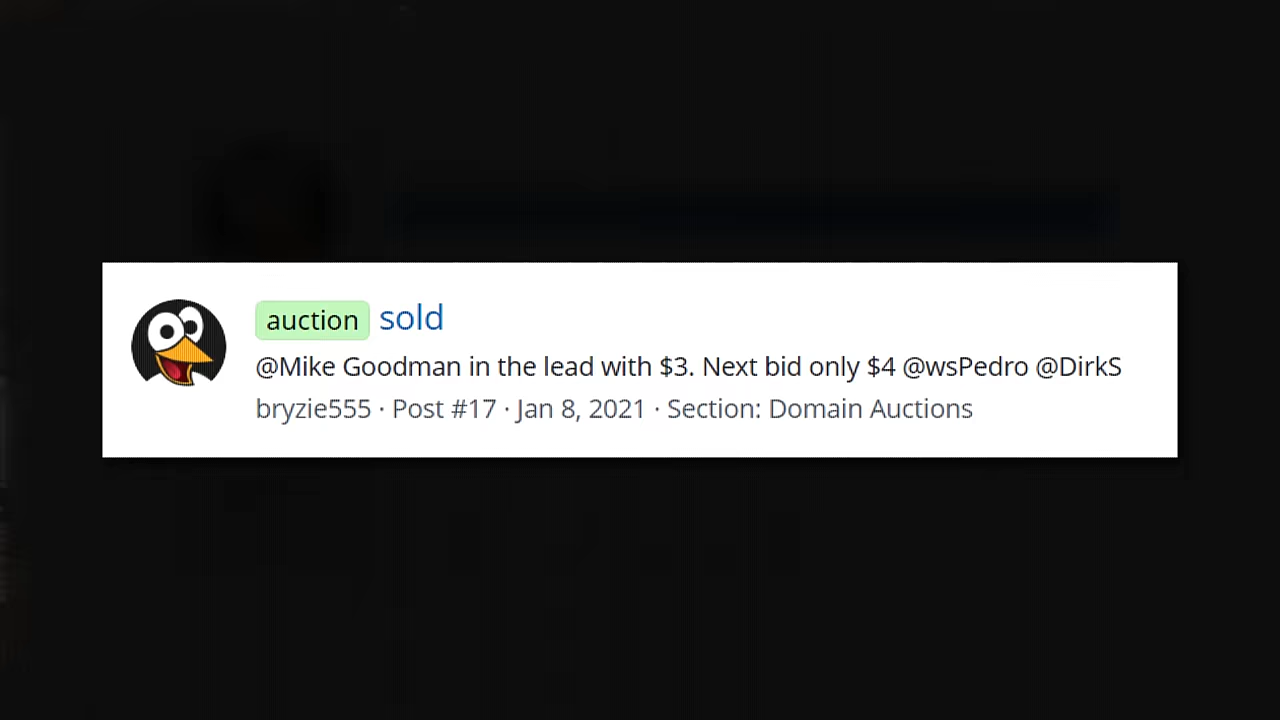 auction sold
@Mike Goodman in the lead with $3. Next bid only $4 @wsPedro @DirkS
bryzie555 · Post #17 · Jan 8, 2021 · Section: Domain Auctions